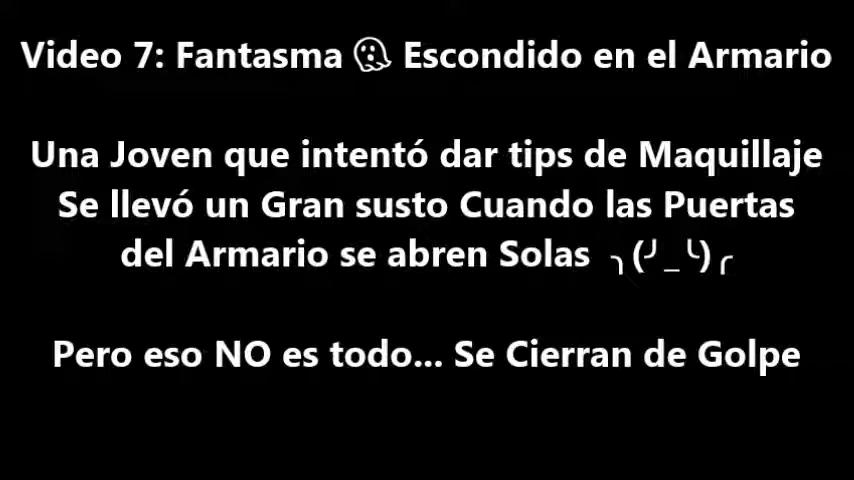 Video 7: Fantasma 👻 Escondido en el Armario
Una Joven que intentó dar tips de Maquillaje
Se llevó un Gran susto Cuando las Puertas
del Armario se abren Solas ╮(╯_╰)╭
Pero eso NO es todo... Se Cierran de Golpe